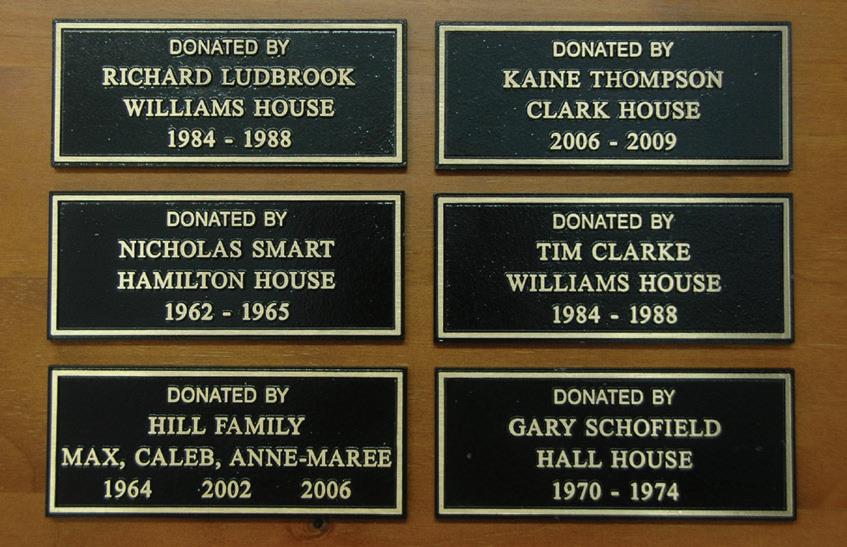 DONATED BY
RICHARD LUDBROOK
WILLIAMS HOUSE
1984 - 1988
DONATED BY
KAINE THOMPSON
CLARK HOUSE
2006 - 2009
DONATED BY
NICHOLAS SMART
HAMILTON HOUSE
1962 - 1965
DONATED BY
TIM CLARKE
WILLIAMS HOUSE
1984 - 1988
DONATED BY
HILL FAMILY
MAX, CALEB, ANNE-MAREE
1964 2002 2006
DONATED BY
GARY SCHOFIELD
HALL HOUSE
1970 - 1974